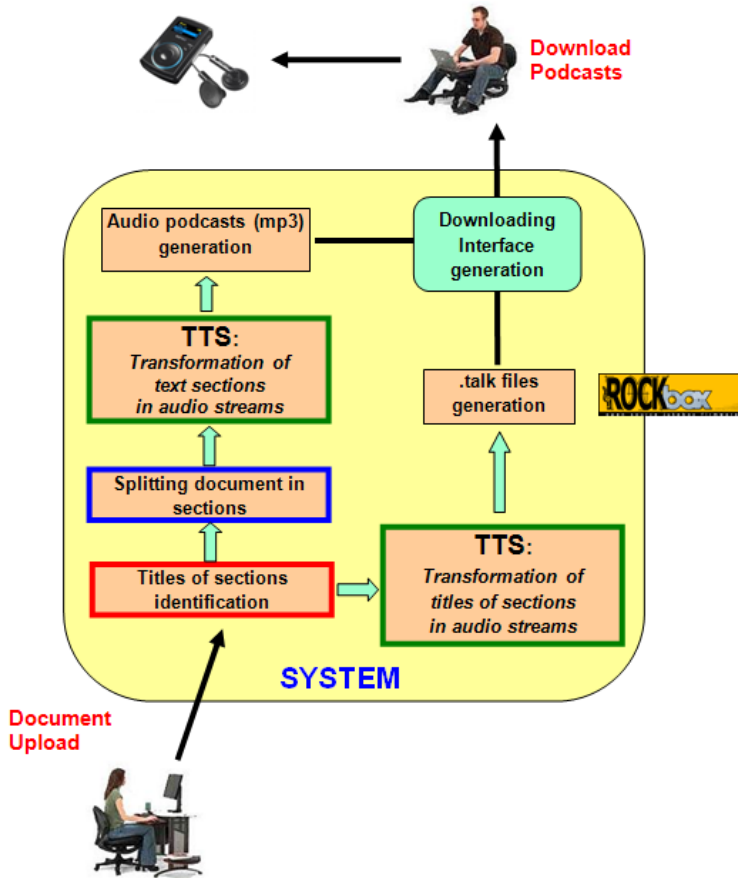 Download
Podcasts
Audio podcasts (mp3)
generation
Downloading
Interface
generation
TTS:
Transformation of
text sections
in audio streams
.talk files
generation
ROCKbox
Splitting document in
sections
TTS:
Transformation of
titles of sections
in audio streams
Titles of sections
identification
SYSTEM
Document
Upload